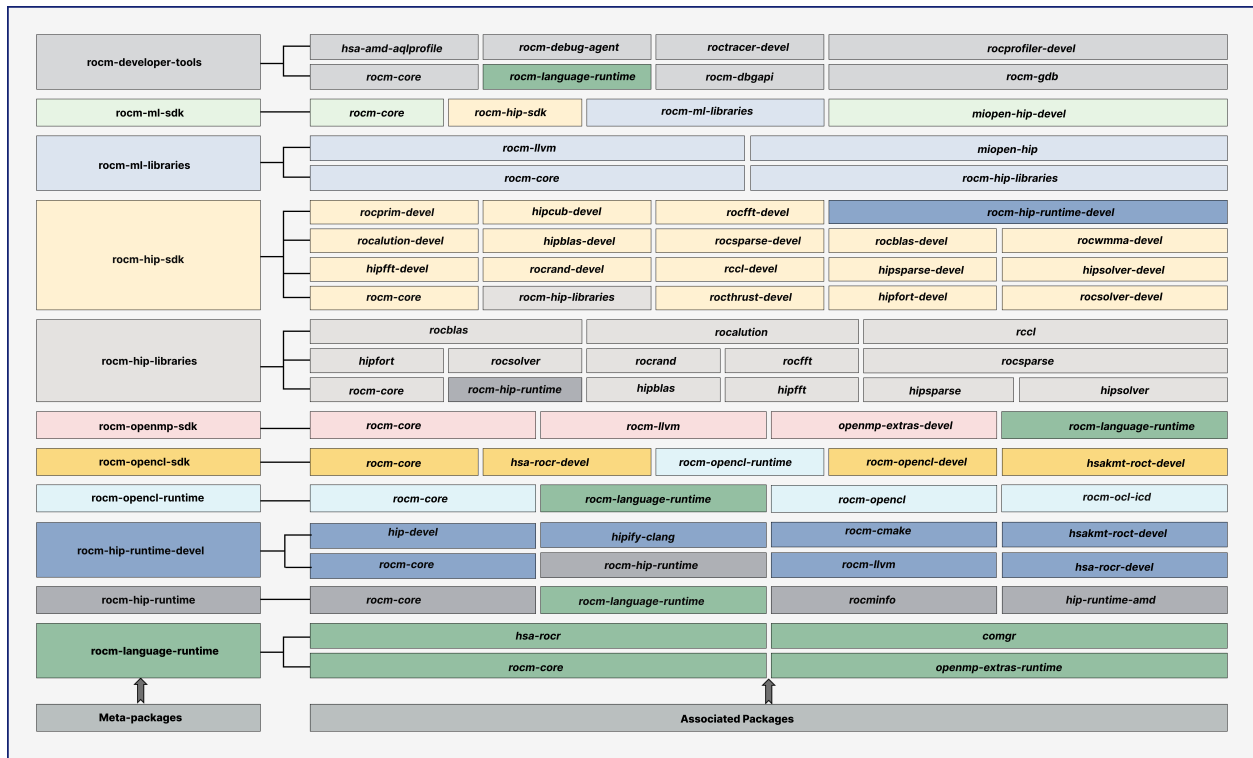 rocm-developer-tools
hsa-amd-aqlprofile rocm-debug-agent roctracer-devel rocprofiler-devel
rocm-core rocm-language-runtime rocm-dbgapi rocm-gdb
rocm-ml-sdk rocm-core rocm-hip-sdk rocm-ml-libraries miopen-hip-devel
rocm-ml-libraries
rocm-llvm miopen-hip
rocm-core rocm-hip-libraries
rocm-hip-sdk
rocprim-devel hipcub-devel rocfft-devel rocm-hip-runtime-devel
rocalution-devel hipblas-devel rocsparse-devel rocblas-devel rocwmma-devel
hipfft-devel rocrand-devel rccl-devel hipsparse-devel hipsolver-devel
rocm-core rocm-hip-libraries rocthrust-devel hipfort-devel rocsolver-devel
rocm-hip-libraries
rocblas rocalution rccl
hipfort rocsolver rocrand rocfft rocsparse
rocm-core rocm-hip-runtime hipblas hipfft hipsparse hipsolver
rocm-openmp-sdk rocm-core rocm-llvm openmp-extras-devel rocm-language-runtime
rocm-opencl-sdk rocm-core hsa-rocr-devel rocm-opencl-runtime rocm-opencl-devel hsakmt-roct-devel
rocm-opencl-runtime rocm-core rocm-language-runtime rocm-opencl rocm-ocl-icd
rocm-hip-runtime-devel
hip-devel hipify-clang rocm-cmake hsakmt-roct-devel
rocm-core rocm-hip-runtime rocm-llvm hsa-rocr-devel
rocm-hip-runtime rocm-core rocm-language-runtime rocminfo hip-runtime-amd
rocm-language-runtime
hsa-rocr comgr
rocm-core openmp-extras-runtime
Meta-packages Associated Packages